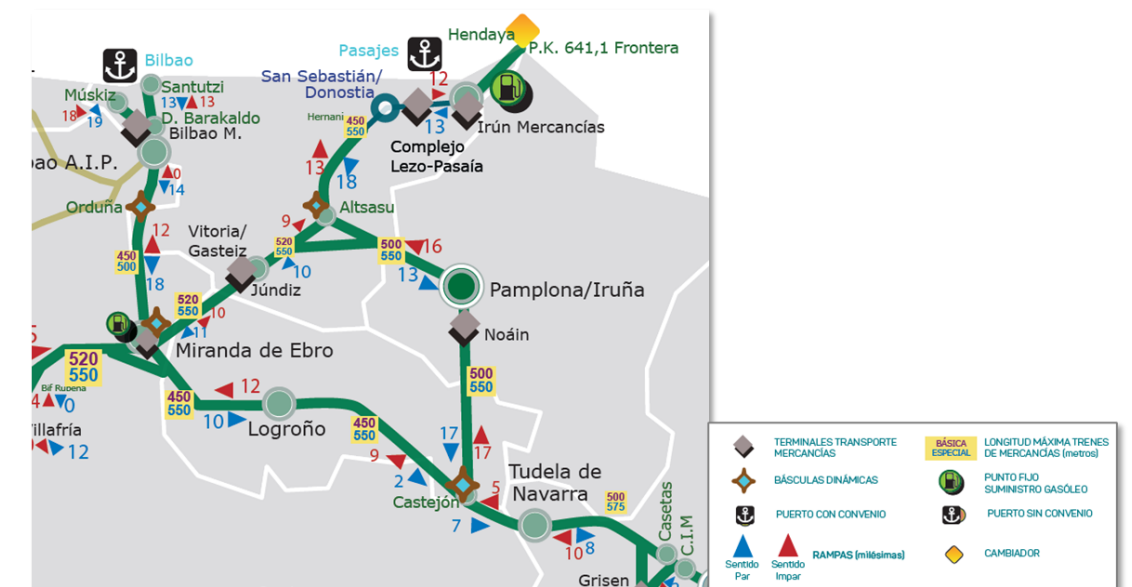 Hendaya
P.K. 641,1 Frontera
Pasajes
12
Bilbao
Santutzi
13 13
San Sebastián/
Donostia
Múskiz
18
19
D. Barakaldo
Bilbao M.
Hernani
450
550
13
Irún Mercancías
Complejo
Lezo-Pasaía
ao A.I.P.
0
14
13
18
Orduña
Altsasu
9
12
Vitoria/
Gasteiz
520
550
500
550
16
450
500
18
10
13
Júndiz
Pamplona/Iruña
520
550
10
11
Noáin
Miranda de Ebro
520
550
500
550
Bif Rubena
4
0
12
450
550
10
Logroño
450
550
illafría
12
17
17
9
2
Castejón
5
Tudela de
Navarra
7
500
575
10
8
Casetas
C.I.M
Grisen
TERMINALES TRANSPORTE
MERCANCÍAS
BÁSICA
ESPECIAL
LONGITUD MÁXIMA TRENES
DE MERCANCÍAS (metros)
BÁSCULAS DINÁMICAS
PUNTO FIJO
SUMINISTRO GASÓLEO
PUERTO CON CONVENIO
PUERTO SIN CONVENIO
RAMPAS (milésimas)
Sentido
Par
Sentido
Impar
CAMBIADOR